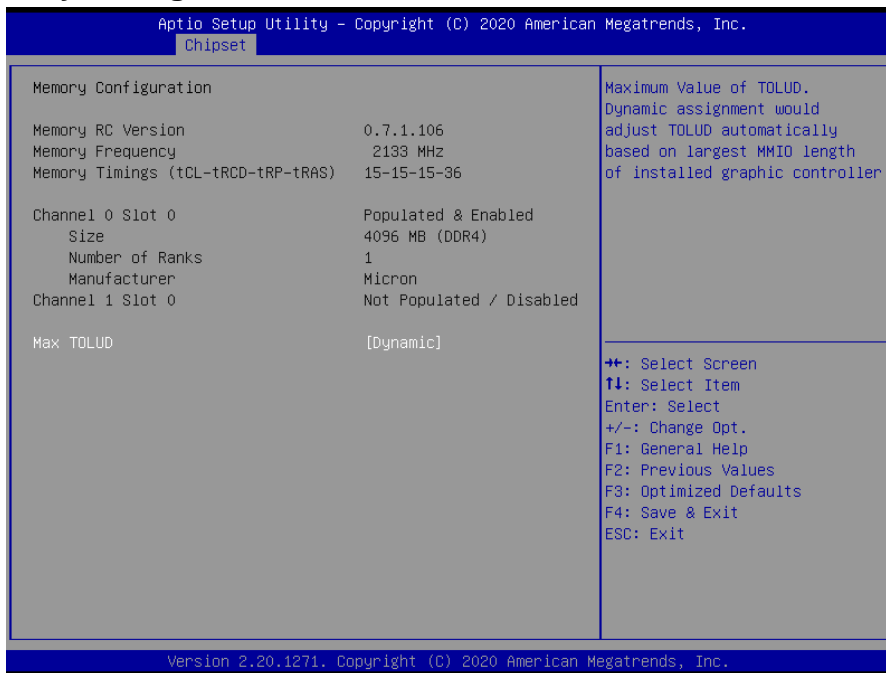 Aptio Setup Utility – Copyright (C) 2020 American Megatrends, Inc.
Chipset
Memory Configuration
Memory RC Version 0.7.1.106
Memory Frequency 2133 MHz
Memory Timings (tCL-tRCD-tRP-tRAS) 15-15-15-36
Channel 0 Slot 0 Populated & Enabled
Size 4096 MB (DDR4)
Number of Ranks 1
Manufacturer Micron
Channel 1 Slot 0 Not Populated / Disabled
Max TOLUD [Dynamic]
Maximum Value of TOLUD.
Dynamic assignment would
adjust TOLUD automatically
based on largest MMIO length
of installed graphic controller
→←: Select Screen
↑↓: Select Item
Enter: Select
+/-: Change Opt.
F1: General Help
F2: Previous Values
F3: Optimized Defaults
F4: Save & Exit
ESC: Exit
Version 2.20.1271. Copyright (C) 2020 American Megatrends, Inc.